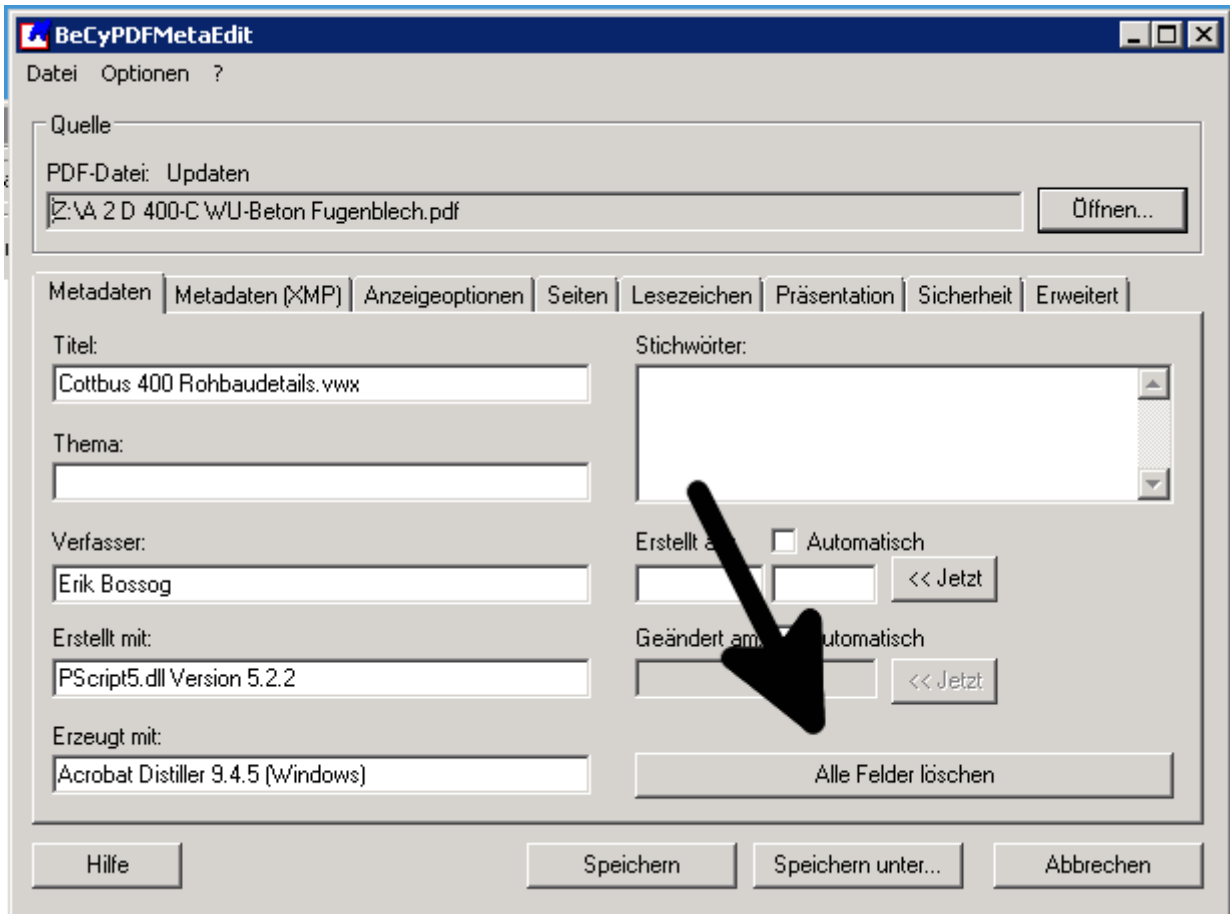 BeCyPDFMetaEdit
Datei Optionen ?
Quelle
PDF-Datei: Updaten
Z:\A 2 D 400-C WU-Beton Fugenblech.pdf
Öffnen...
Metadaten Metadaten (XMP) Anzeigeoptionen Seiten Lesezeichen Präsentation Sicherheit Erweitert
Titel:
Cottbus 400 Rohbaudetails.vwx
Thema:
Verfasser:
Erik Bossog
Erstellt mit:
PScript5.dll Version 5.2.2
Erzeugt mit:
Acrobat Distiller 9.4.5 (Windows)
Stichwörter:
Erstellt Automatisch
<< Jetzt
Geändert am:
<< Jetzt
Alle Felder löschen
Hilfe Speichern Speichern unter... Abbrechen